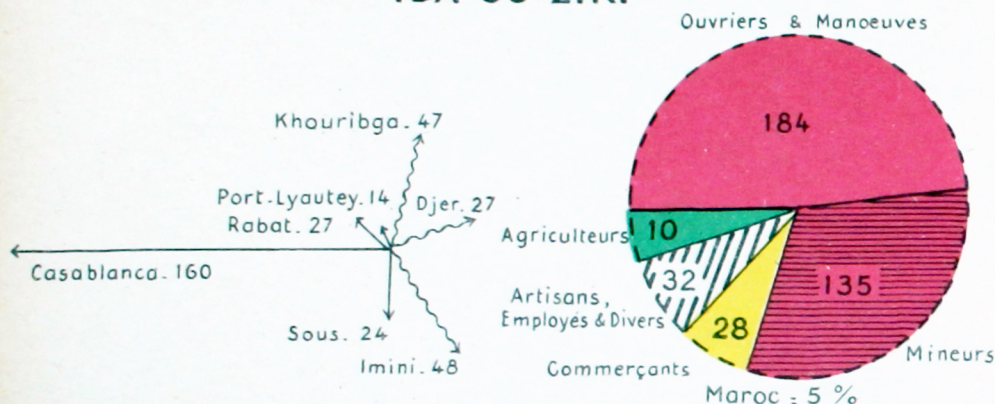 Ouvriers & Manoeuves
184
Khouribga. 47
Port-Lyautey. 14
Djer. 27
Rabat. 27
Agriculteurs
10
Casablanca. 160
32
135
Artisans,
Employés & Divers
28
Sous. 24
Mineurs
Imini. 48
Commerçants
Maroc : 5 %